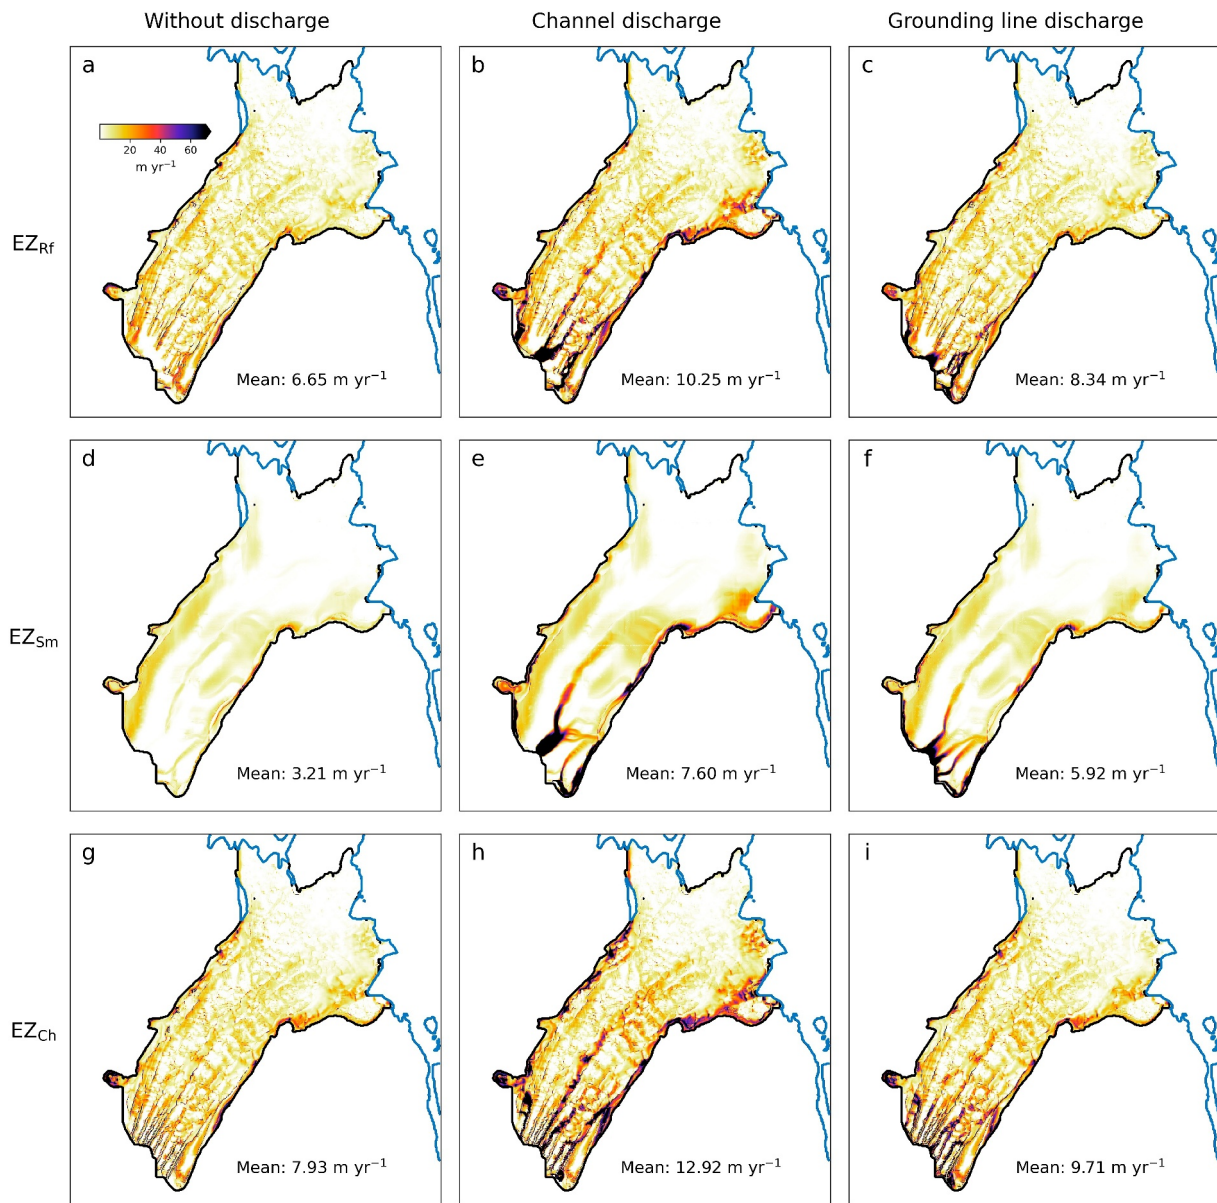 Without discharge
Channel discharge
Grounding line discharge
a
b
c
20 40 60
m yr⁻¹
EZ_Rf
Mean: 6.65 m yr⁻¹
Mean: 10.25 m yr⁻¹
Mean: 8.34 m yr⁻¹
d
e
f
EZ_Sm
Mean: 3.21 m yr⁻¹
Mean: 7.60 m yr⁻¹
Mean: 5.92 m yr⁻¹
g
h
i
EZ_Ch
Mean: 7.93 m yr⁻¹
Mean: 12.92 m yr⁻¹
Mean: 9.71 m yr⁻¹